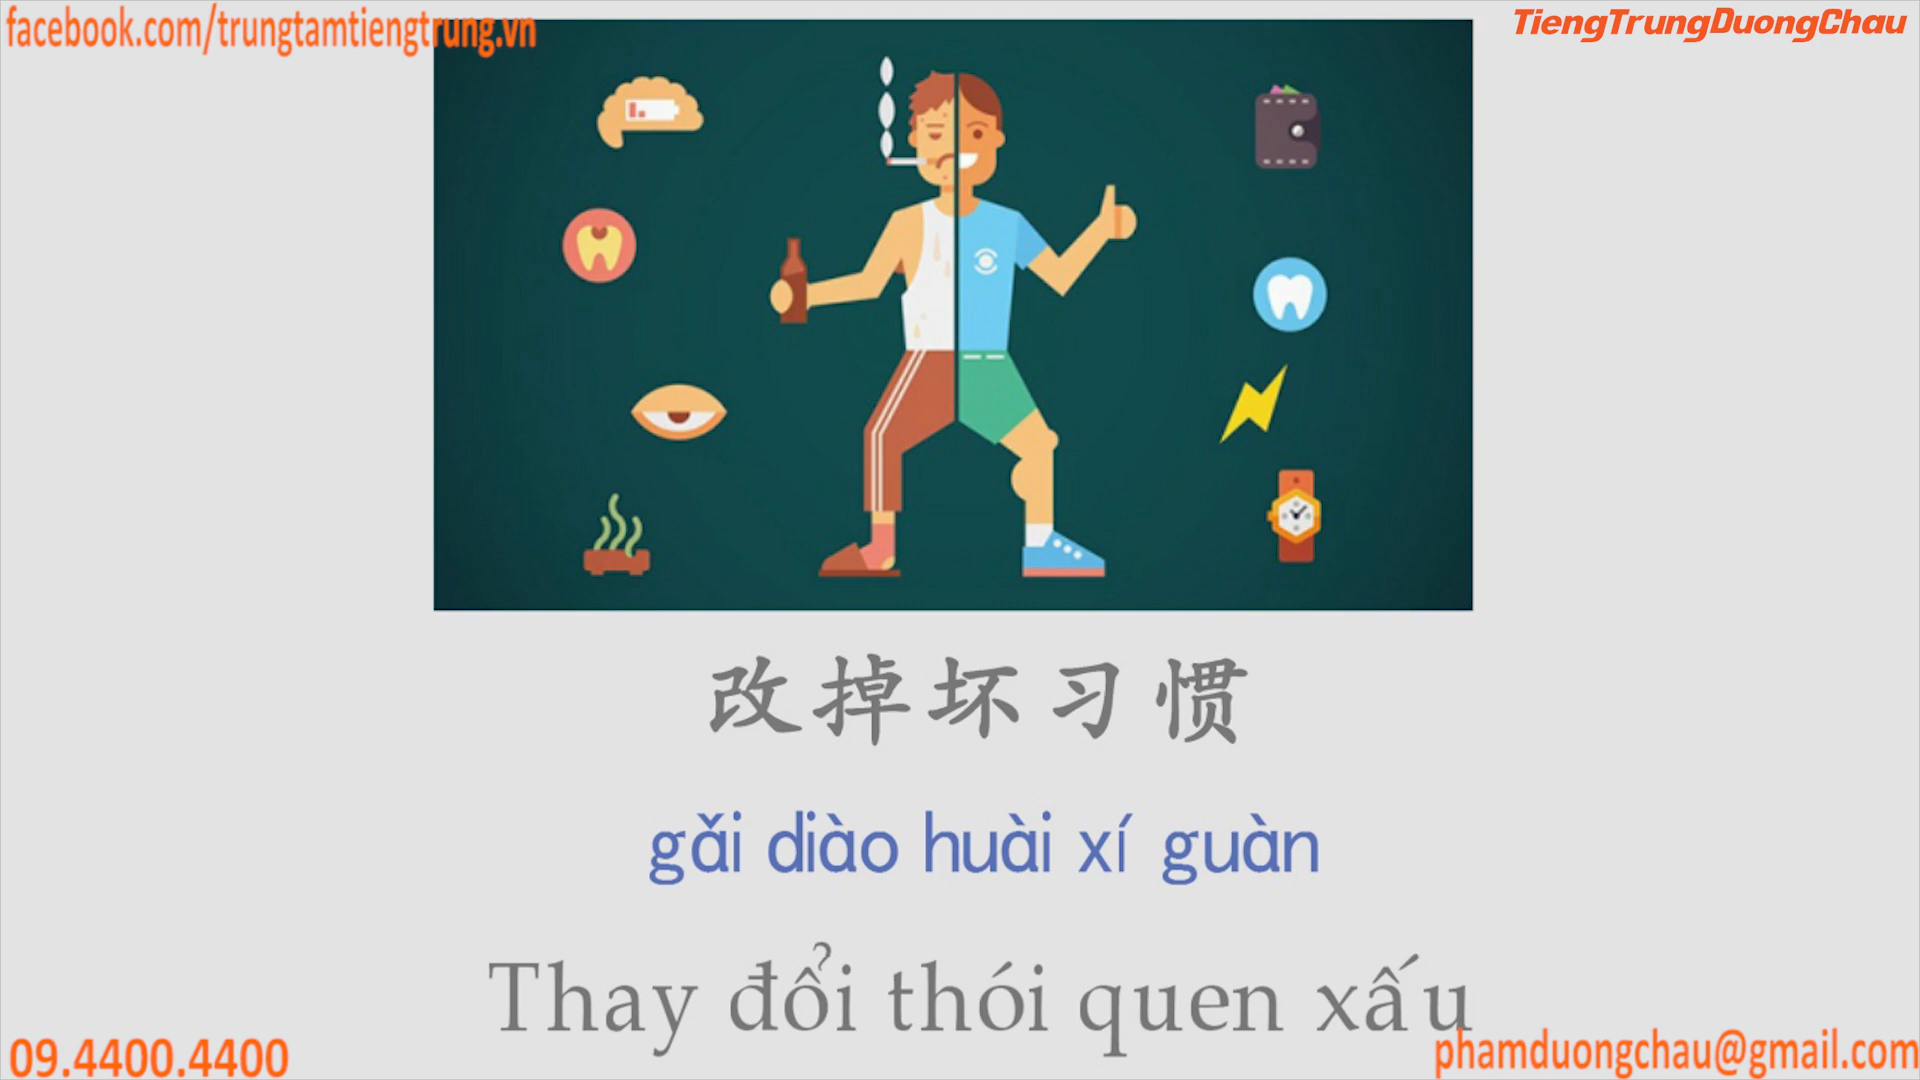 facebook.com/trungtamtiengtrung.vn
TiengTrungDuongChau
改掉坏习惯
gǎi diào huài xí guàn
Thay đổi thói quen xấu
09.4400.4400
phamduongchau@gmail.com